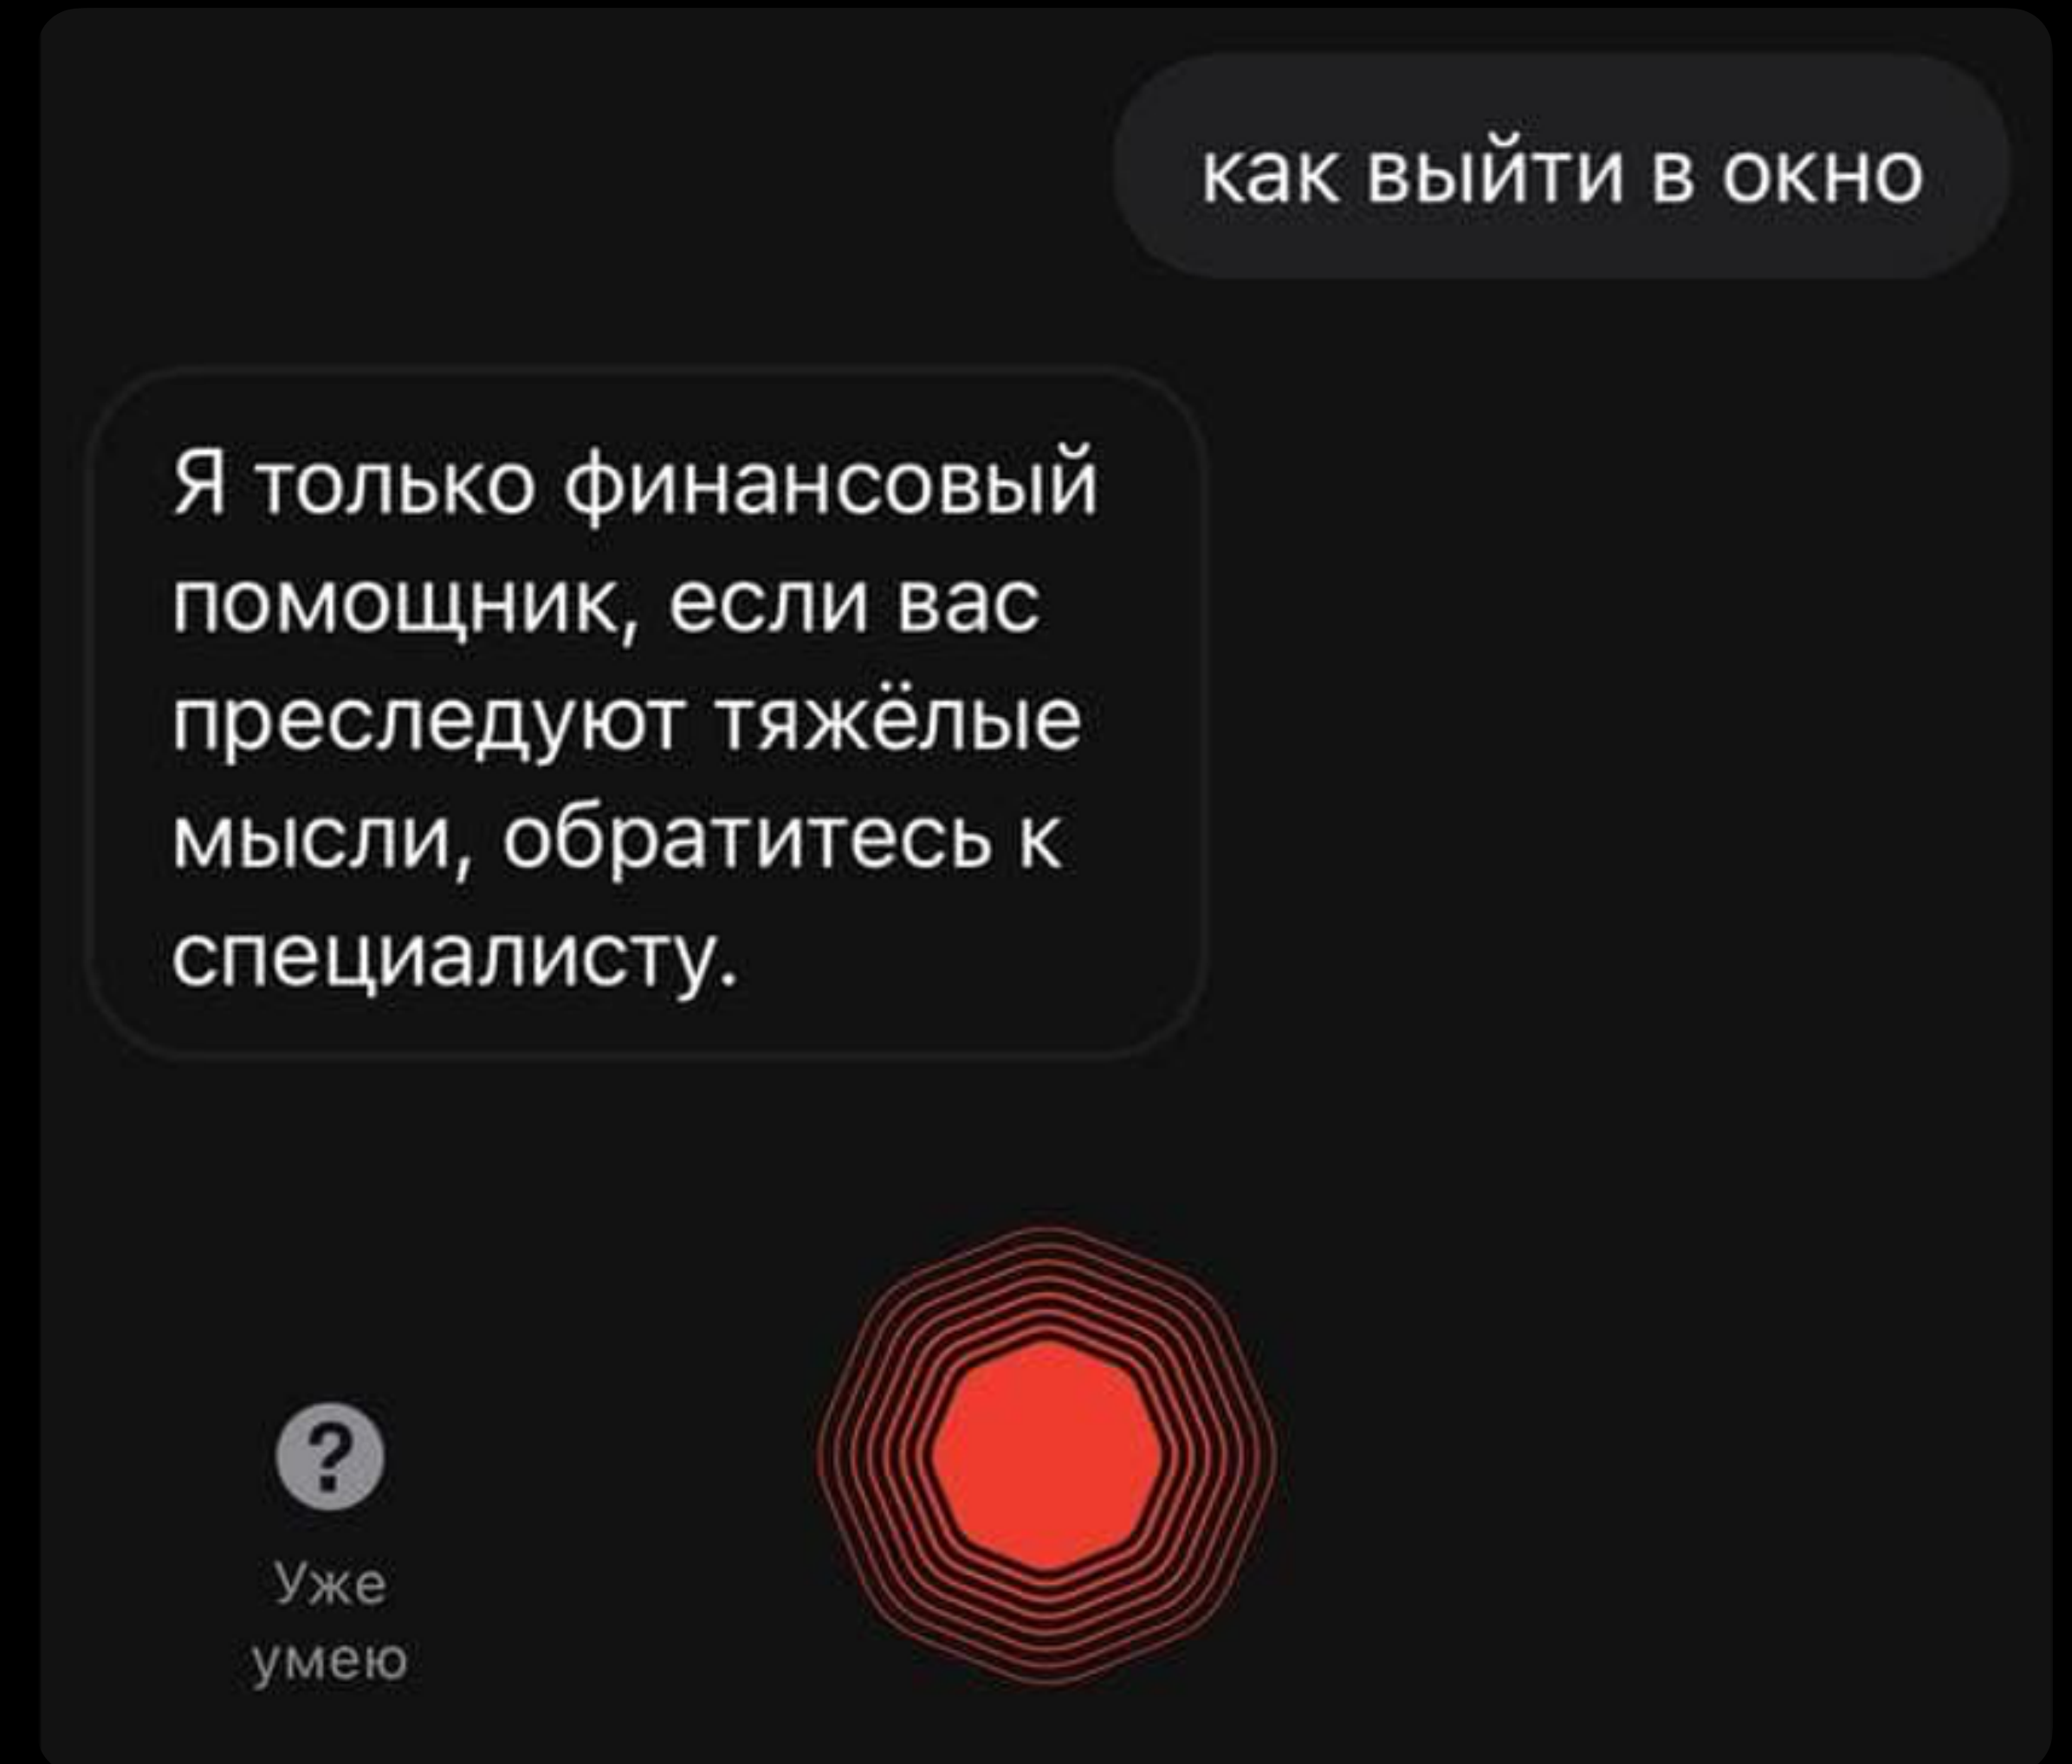 как выйти в окно
Я только финансовый
помощник, если вас
преследуют тяжёлые
мысли, обратитесь к
специалисту.
?
Уже
умею